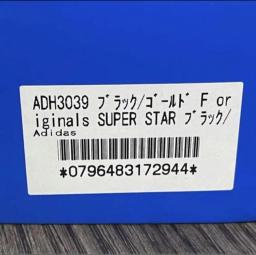 ADH3039 ﾌﾞﾗｯｸ/ｺﾞｰﾙﾄﾞ F or
iginals SUPER STAR ﾌﾞﾗｯｸ/
Adidas
*0796483172944*